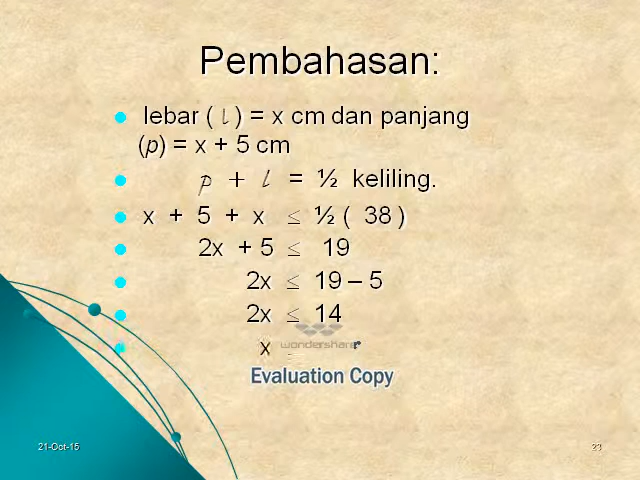 Pembahasan:
lebar ( l ) = x cm dan panjang
(p) = x + 5 cm
p + l = ½ keliling.
x + 5 + x ≤ ½ ( 38 )
2x + 5 ≤ 19
2x ≤ 19 – 5
2x ≤ 14
x
wondershare
Evaluation Copy
21-Oct-15
23